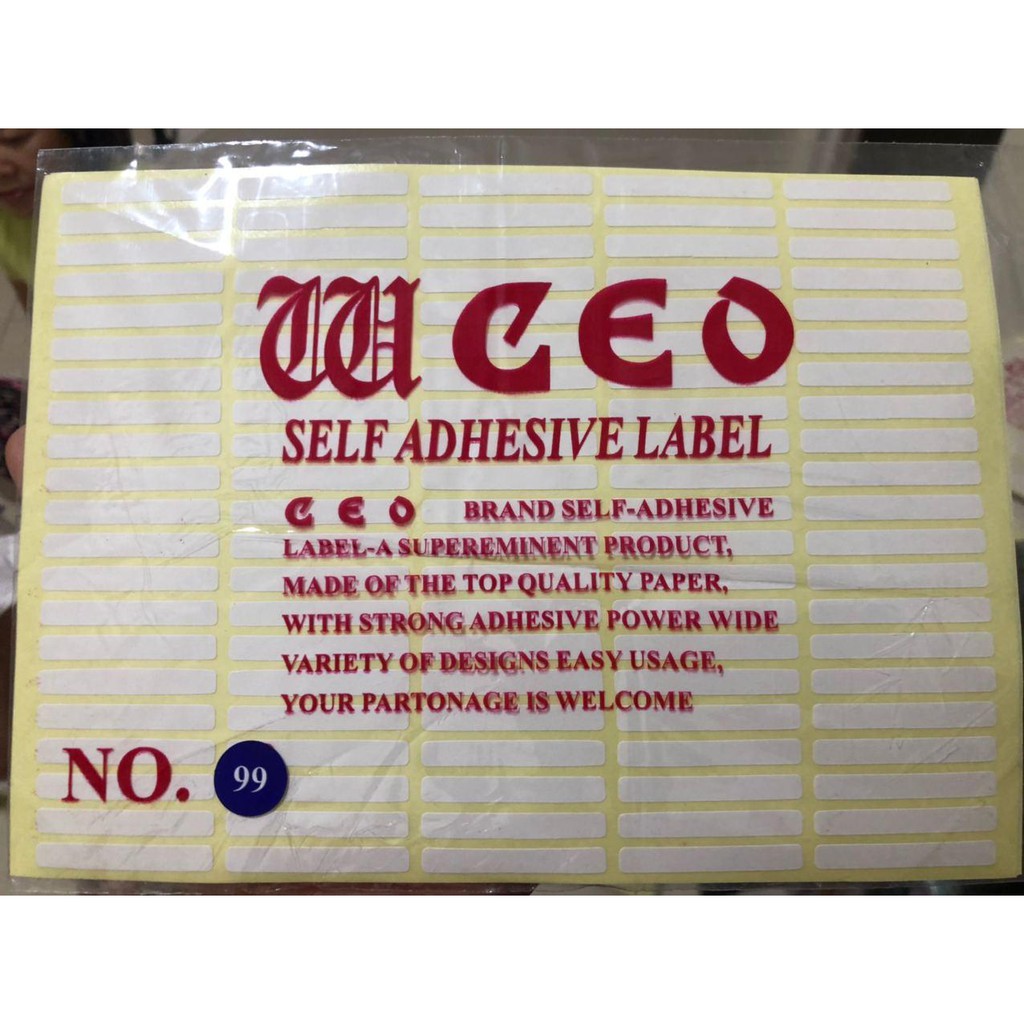 W CEO
SELF ADHESIVE LABEL
CEO BRAND SELF-ADHESIVE
LABEL-A SUPEREMINENT PRODUCT,
MADE OF THE TOP QUALITY PAPER,
WITH STRONG ADHESIVE POWER WIDE
VARIETY OF DESIGNS EASY USAGE,
YOUR PARTONAGE IS WELCOME
NO. 99